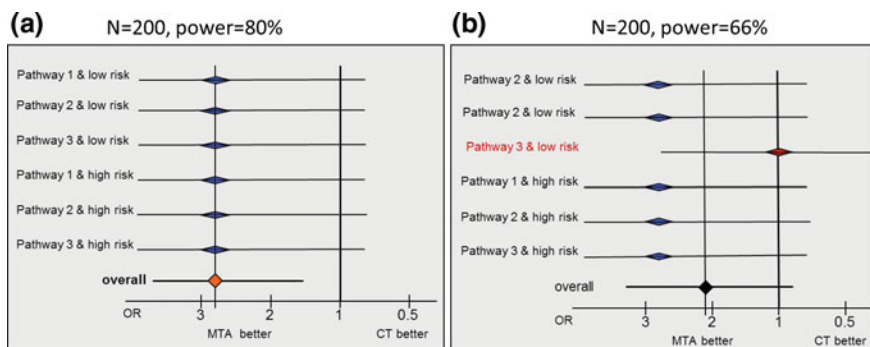 (a) N=200, power=80%
Pathway 1 & low risk
Pathway 2 & low risk
Pathway 3 & low risk
Pathway 1 & high risk
Pathway 2 & high risk
Pathway 3 & high risk
overall
OR 3 2 1 0.5
MTA better CT better
(b) N=200, power=66%
Pathway 2 & low risk
Pathway 2 & low risk
Pathway 3 & low risk
Pathway 1 & high risk
Pathway 2 & high risk
Pathway 3 & high risk
overall
OR 3 2 1 0.5
MTA better CT better